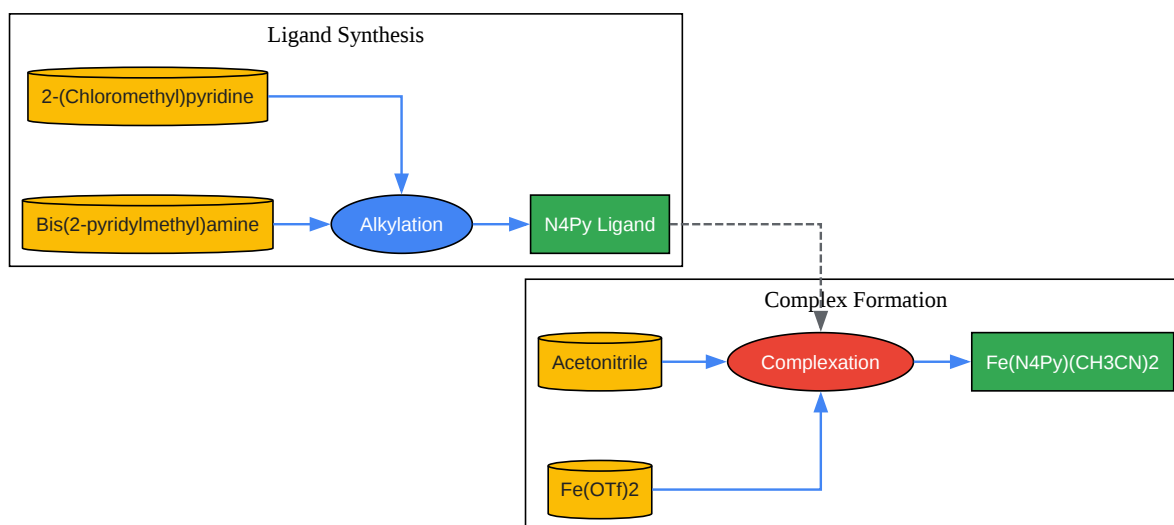 Ligand Synthesis
2-(Chloromethyl)pyridine
Bis(2-pyridylmethyl)amine
Alkylation
N4Py Ligand
Complex Formation
Acetonitrile
Complexation
Fe(N4Py)(CH3CN)2
Fe(OTf)2